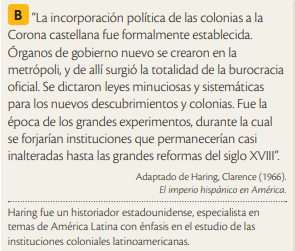 B "La incorporación política de las colonias a la
Corona castellana fue formalmente establecida.
Órganos de gobierno nuevo se crearon en la
metrópoli, y de allí surgió la totalidad de la burocracia
oficial. Se dictaron leyes minuciosas y sistemáticas
para los nuevos descubrimientos y colonias. Fue la
época de los grandes experimentos, durante la cual
se forjarían instituciones que permanecerían casi
inalteradas hasta las grandes reformas del siglo XVIII".
Adaptado de Haring, Clarence (1966).
El imperio hispánico en América.
Haring fue un historiador estadounidense, especialista en
temas de América Latina con énfasis en el estudio de las
instituciones coloniales latinoamericanas.